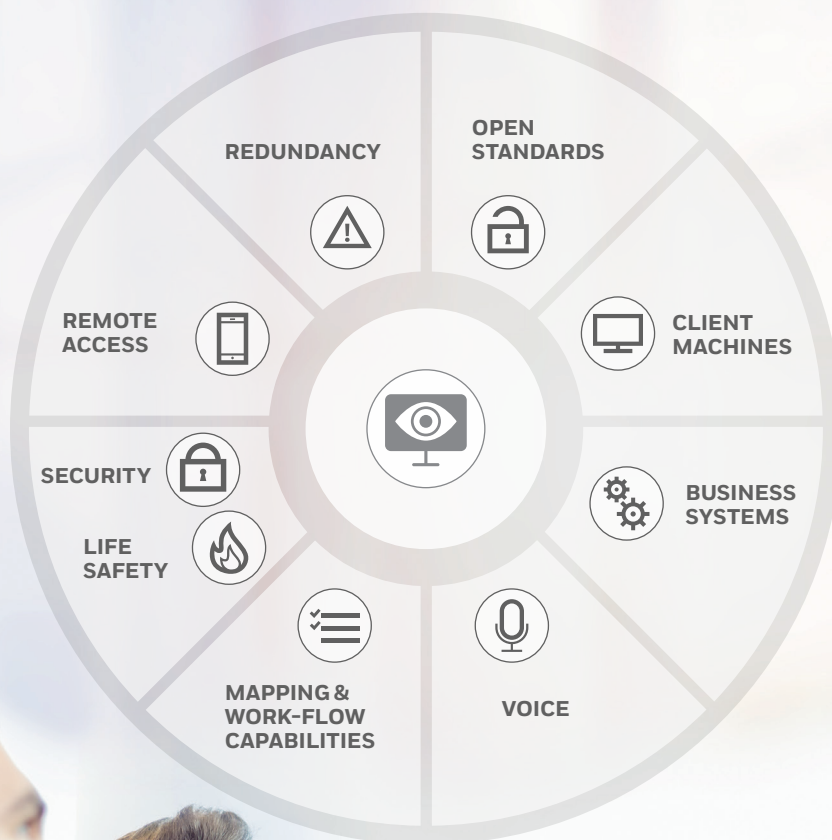 REDUNDANCY
OPEN
STANDARDS
REMOTE
ACCESS
CLIENT
MACHINES
SECURITY
LIFE
SAFETY
BUSINESS
SYSTEMS
MAPPING &
WORK-FLOW
CAPABILITIES
VOICE